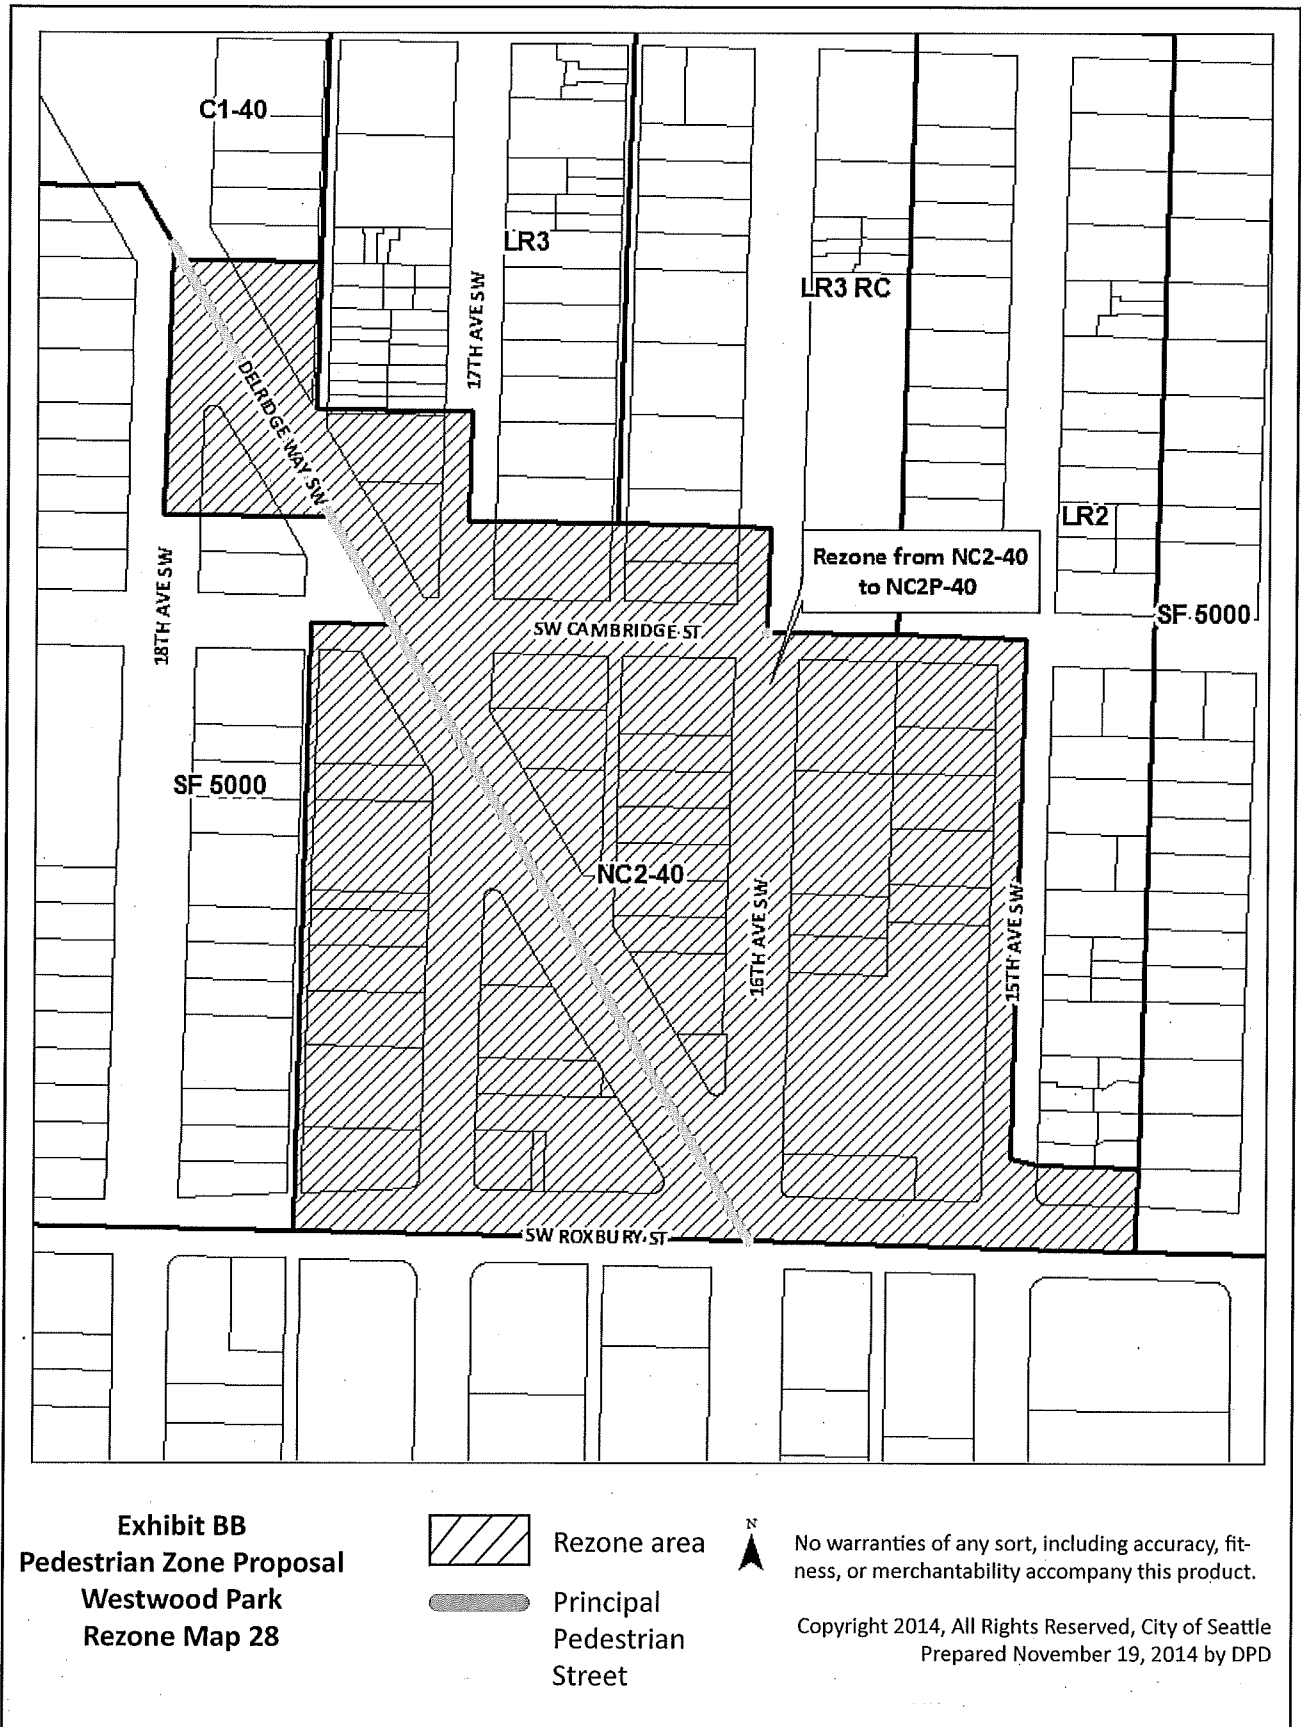 C1-40
LR3
17TH AVE SW
LR3 RC
DELRIDGE WAY SW
LR2
Rezone from NC2-40
to NC2P-40
18TH AVE SW
SW CAMBRIDGE ST
SF 5000
SF 5000
NC2-40
16TH AVE SW
15TH AVE SW
SW ROXBURY ST
Exhibit BB
Pedestrian Zone Proposal
Westwood Park
Rezone Map 28
Rezone area
Principal
Pedestrian
Street
N
No warranties of any sort, including accuracy, fit-
ness, or merchantability accompany this product.
Copyright 2014, All Rights Reserved, City of Seattle
Prepared November 19, 2014 by DPD